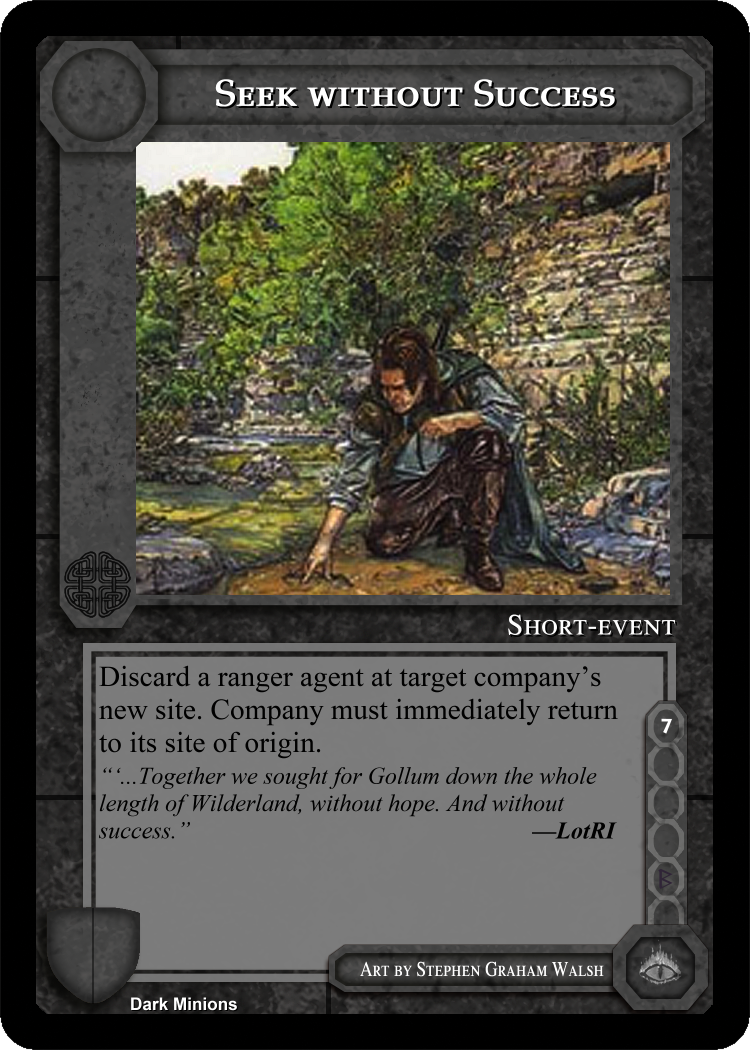 Seek without Success
Short-event
Discard a ranger agent at target company’s
new site. Company must immediately return
to its site of origin.
“‘...Together we sought for Gollum down the whole
length of Wilderland, without hope. And without
success.” —LotRI
7
B
Art by Stephen Graham Walsh
Dark Minions